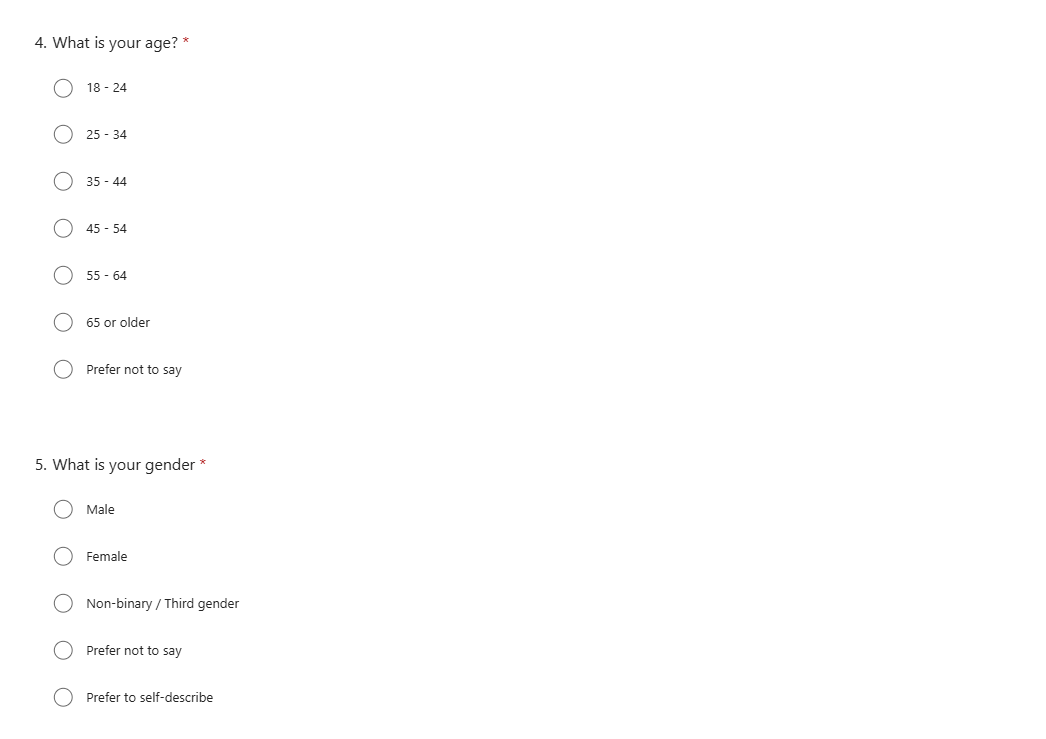 4. What is your age? *
18 - 24
25 - 34
35 - 44
45 - 54
55 - 64
65 or older
Prefer not to say
5. What is your gender *
Male
Female
Non-binary / Third gender
Prefer not to say
Prefer to self-describe